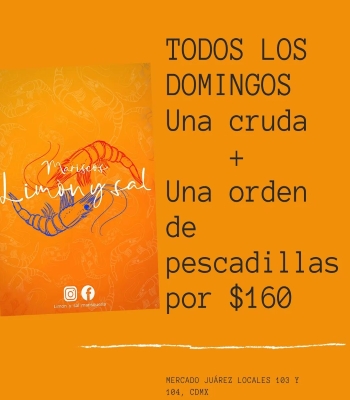 TODOS LOS
DOMINGOS
Una cruda
+
Una orden
de
pescadillas
por $160
Mariscos
Limón y sal
MERCADO JUÁREZ LOCALES 103 Y
104, CDMX